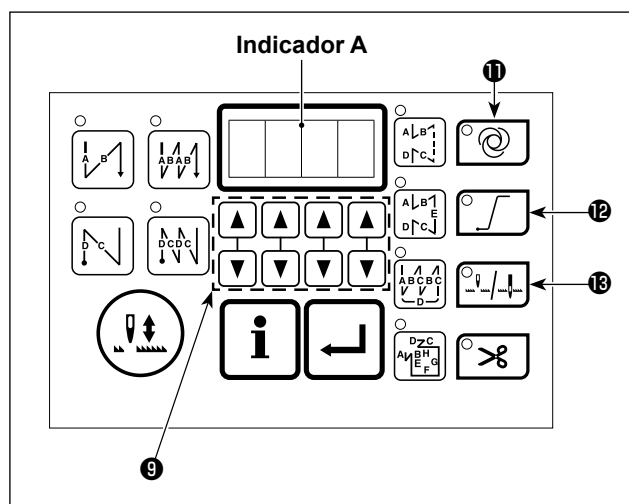 Indicador A
⓫
A B
A B A B
A B
D C
⓬
A B
E
D C
D C
D C D C
A B C B C
D
⓭
i
D C
A B H
E G
F
❾